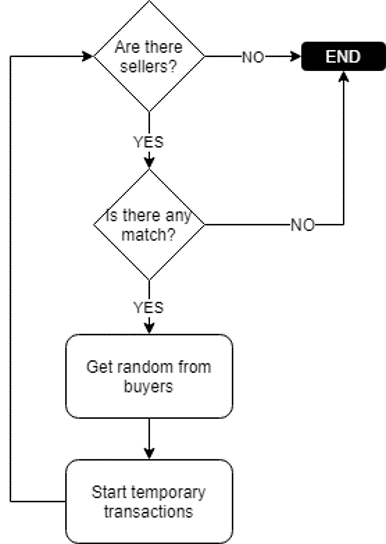 Are there
sellers?
NO
END
YES
Is there any
match?
NO
YES
Get random from
buyers
Start temporary
transactions